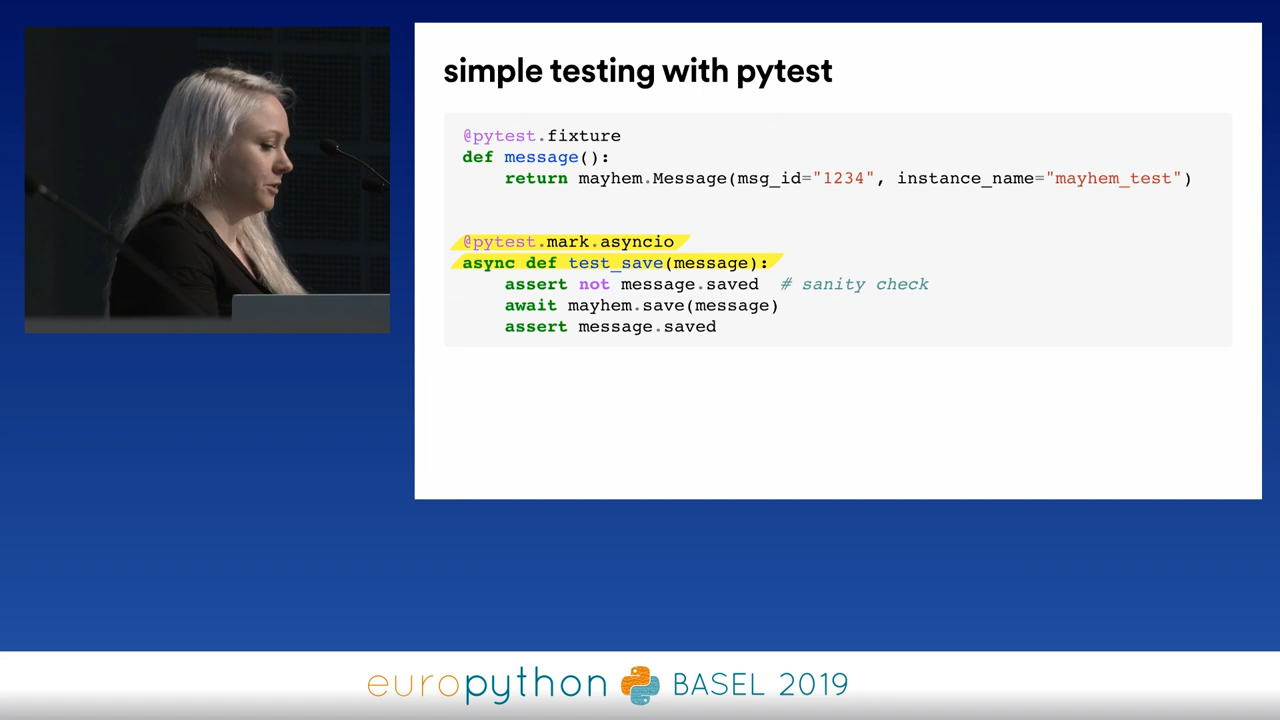 simple testing with pytest
@pytest.fixture
def message():
    return mayhem.Message(msg_id="1234", instance_name="mayhem_test")
@pytest.mark.asyncio
async def test_save(message):
    assert not message.saved  # sanity check
    await mayhem.save(message)
    assert message.saved
europython BASEL 2019